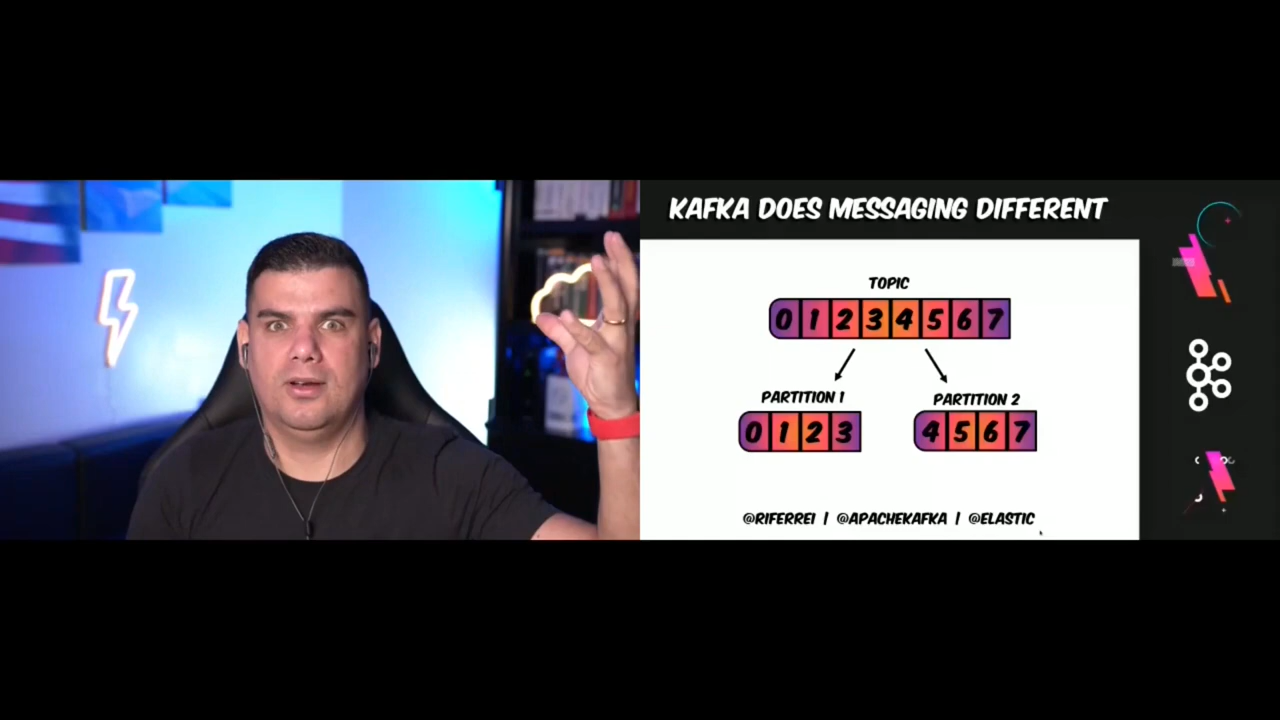 KAFKA DOES MESSAGING DIFFERENT
TOPIC
0 1 2 3 4 5 6 7
PARTITION 1
0 1 2 3
PARTITION 2
4 5 6 7
@RIFERREI | @APACHEKAFKA | @ELASTIC